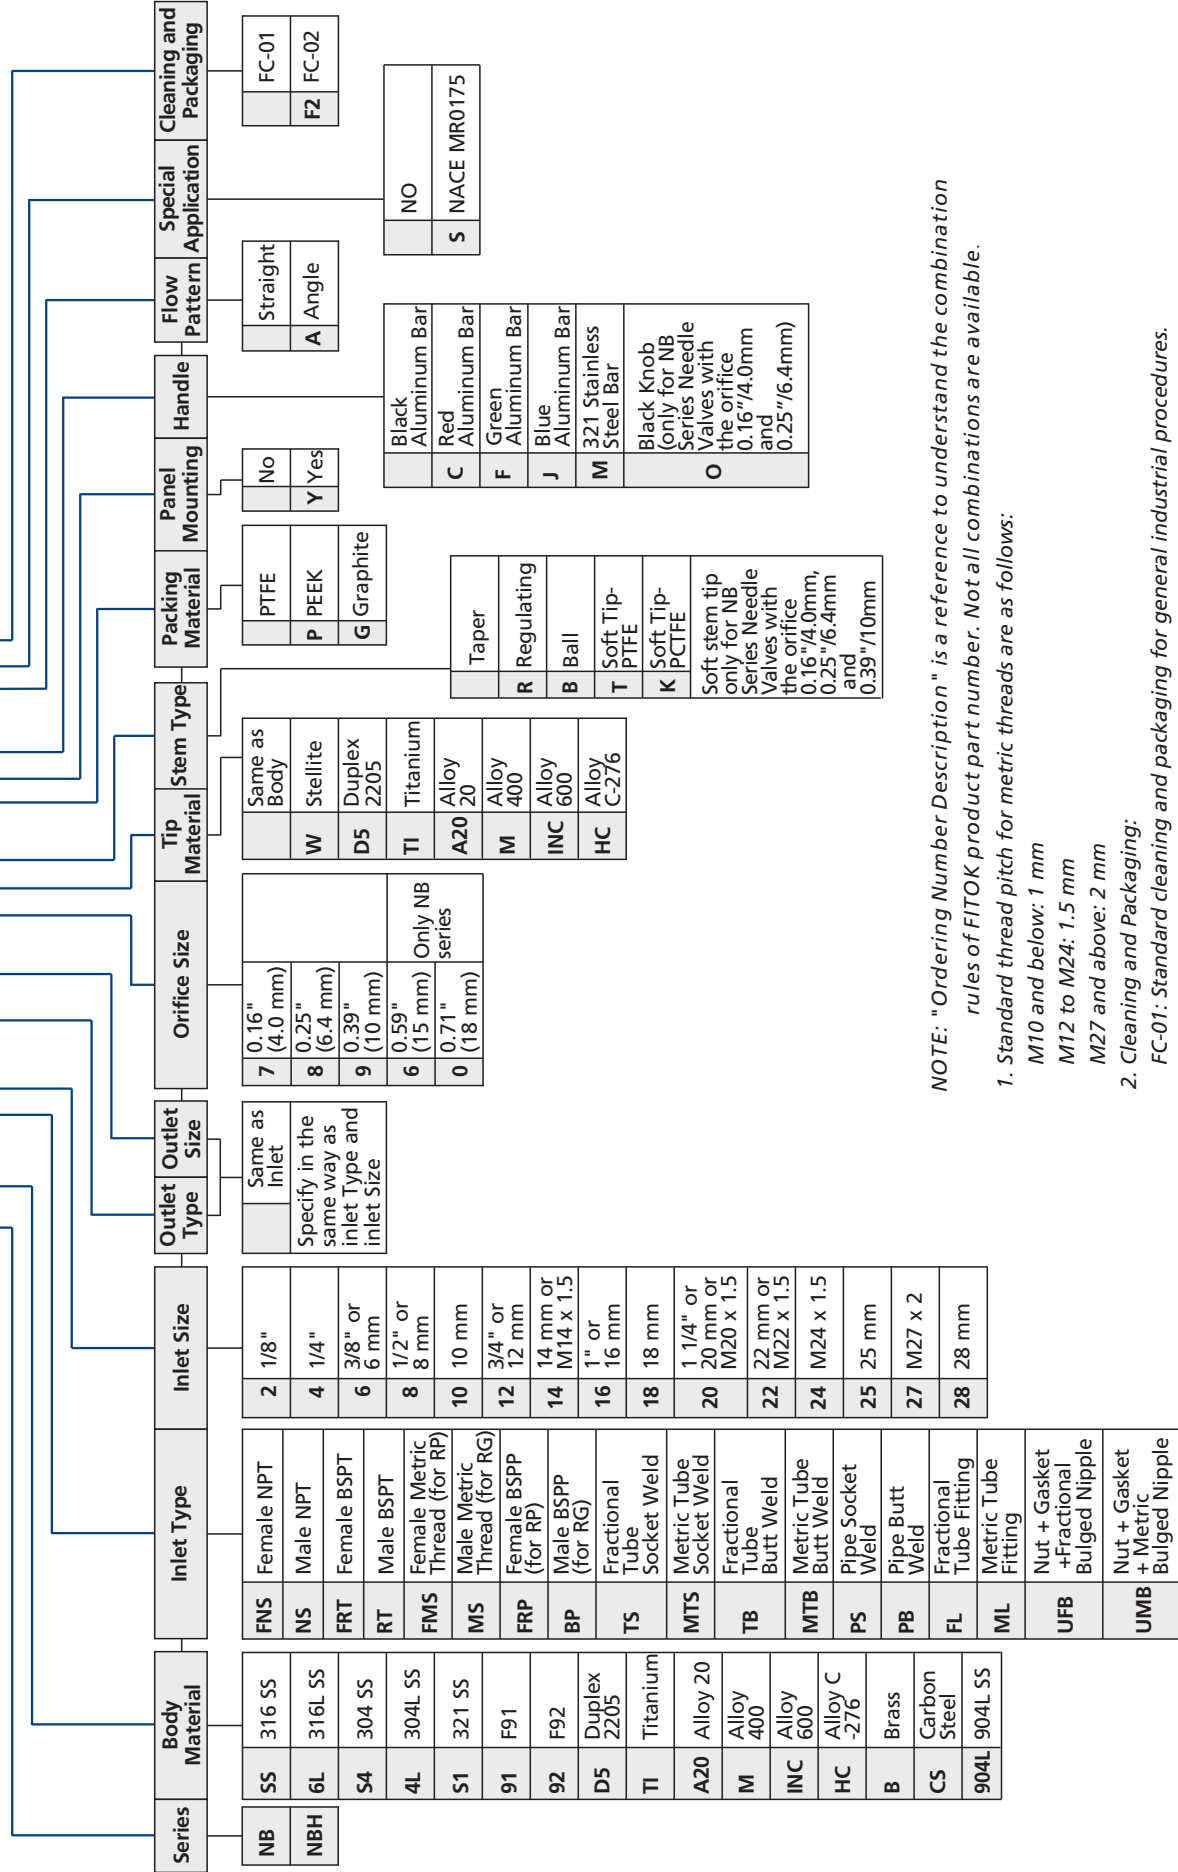 Series
NB
NBH
Body
Material
SS 316 SS
6L 316L SS
S4 304 SS
4L 304L SS
S1 321 SS
91 F91
92 F92
D5 Duplex
2205
TI Titanium
A20 Alloy 20
M Alloy
400
INC Alloy
600
HC Alloy C
-276
B Brass
CS Carbon
Steel
904L 904L SS
Inlet Type
FNS Female NPT
NS Male NPT
FRT Female BSPT
RT Male BSPT
FMS Female Metric
Thread (for RP)
MS Male Metric
Thread (for RG)
FRP Female BSPP
(for RP)
BP Male BSPP
(for RG)
TS Fractional
Tube
Socket Weld
MTS Metric Tube
Socket Weld
TB Fractional
Tube
Butt Weld
MTB Metric Tube
Butt Weld
PS Pipe Socket
Weld
PB Pipe Butt
Weld
FL Fractional
Tube Fitting
ML Metric Tube
Fitting
UFB Nut + Gasket
+Fractional
Bulged Nipple
UMB Nut + Gasket
+ Metric
Bulged Nipple
Inlet Size
2 1/8"
4 1/4"
6 3/8" or
6 mm
8 1/2" or
8 mm
10 10 mm
12 3/4" or
12 mm
14 14 mm or
M14 x 1.5
16 1" or
16 mm
18 18 mm
20 1 1/4" or
20 mm or
M20 x 1.5
22 22 mm or
M22 x 1.5
24 M24 x 1.5
25 25 mm
27 M27 x 2
28 28 mm
Outlet
Type
Outlet
Size
Same as
Inlet
Specify in the
same way as
inlet Type and
inlet Size
Orifice Size
7 0.16"
(4.0 mm)
8 0.25"
(6.4 mm)
9 0.39"
(10 mm)
6 0.59"
(15 mm)
0 0.71"
(18 mm)
Only NB
series
Tip
Material
Same as
Body
W Stellite
D5 Duplex
2205
TI Titanium
A20 Alloy
20
M Alloy
400
INC Alloy
600
HC Alloy
C-276
Stem Type
Taper
R Regulating
B Ball
T Soft Tip-
PTFE
K Soft Tip-
PCTFE
Soft stem tip
only for NB
Series Needle
Valves with
the orifice
0.16"/4.0mm,
0.25"/6.4mm
and
0.39"/10mm
Packing
Material
PTFE
P PEEK
G Graphite
Panel
Mounting
No
Y Yes
Handle
Black
Aluminum Bar
C Red
Aluminum Bar
F Green
Aluminum Bar
J Blue
Aluminum Bar
M 321 Stainless
Steel Bar
O Black Knob
(only for NB
Series Needle
Valves with
the orifice
0.16"/4.0mm
and
0.25"/6.4mm)
Flow
Pattern
Straight
A Angle
Special
Application
NO
S NACE MR0175
Cleaning and
Packaging
FC-01
F2 FC-02
NOTE: "Ordering Number Description" is a reference to understand the combination
rules of FITOK product part number. Not all combinations are available.
1. Standard thread pitch for metric threads are as follows:
M10 and below: 1 mm
M12 to M24: 1.5 mm
M27 and above: 2 mm
2. Cleaning and Packaging:
FC-01: Standard cleaning and packaging for general industrial procedures.